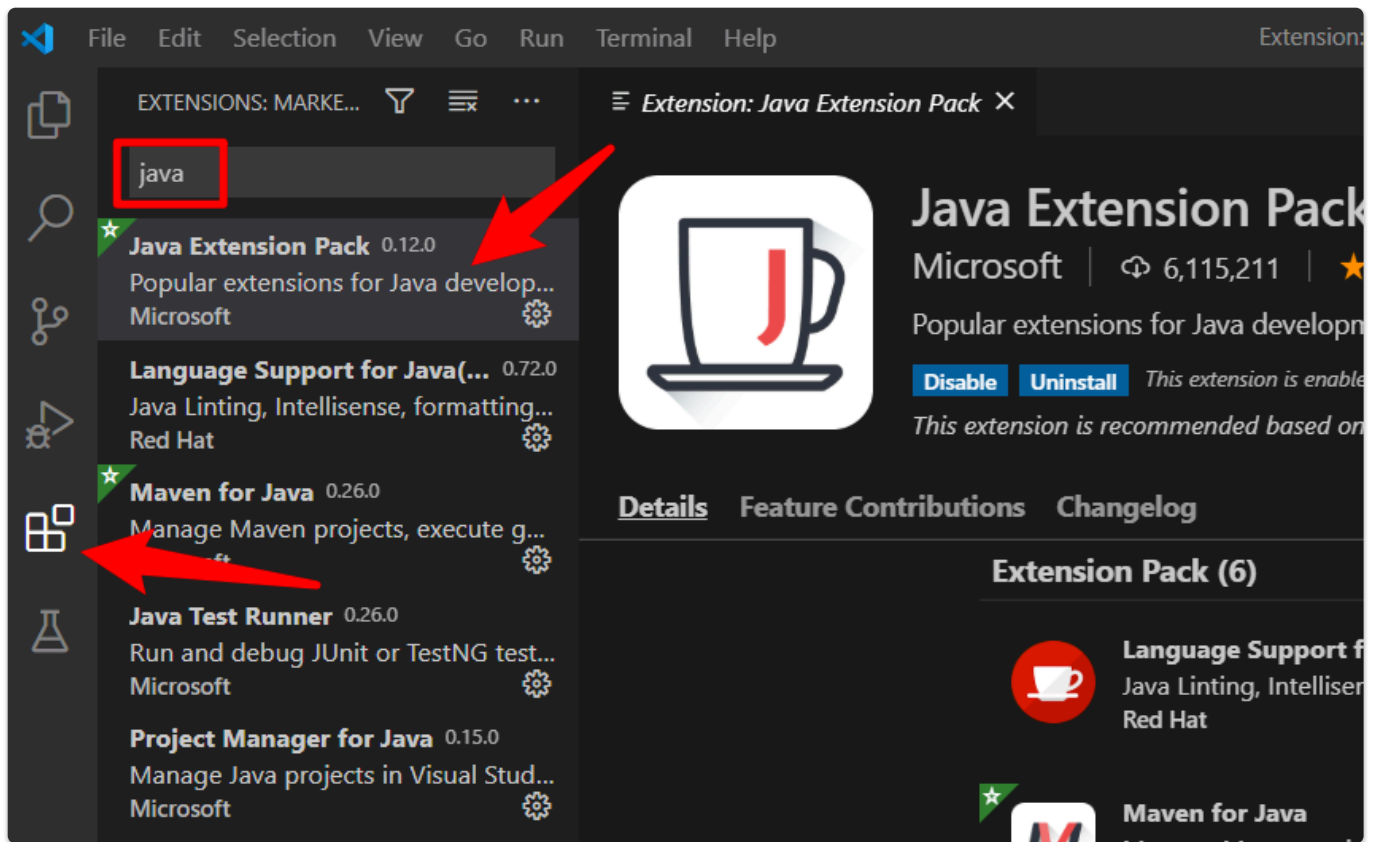 File Edit Selection View Go Run Terminal Help Extension:
EXTENSIONS: MARKE... ...
Extension: Java Extension Pack
java
Java Extension Pack 0.12.0
Popular extensions for Java develop...
Microsoft
Language Support for Java(... 0.72.0
Java Linting, Intellisense, formatting...
Red Hat
Maven for Java 0.26.0
Manage Maven projects, execute g...
Java Test Runner 0.26.0
Run and debug JUnit or TestNG test...
Microsoft
Project Manager for Java 0.15.0
Manage Java projects in Visual Stud...
Microsoft
Java Extension Pack
Microsoft 6,115,211
Popular extensions for Java developm
Disable Uninstall This extension is enable
This extension is recommended based on
Details Feature Contributions Changelog
Extension Pack (6)
Language Support f
Java Linting, Intelliser
Red Hat
Maven for Java